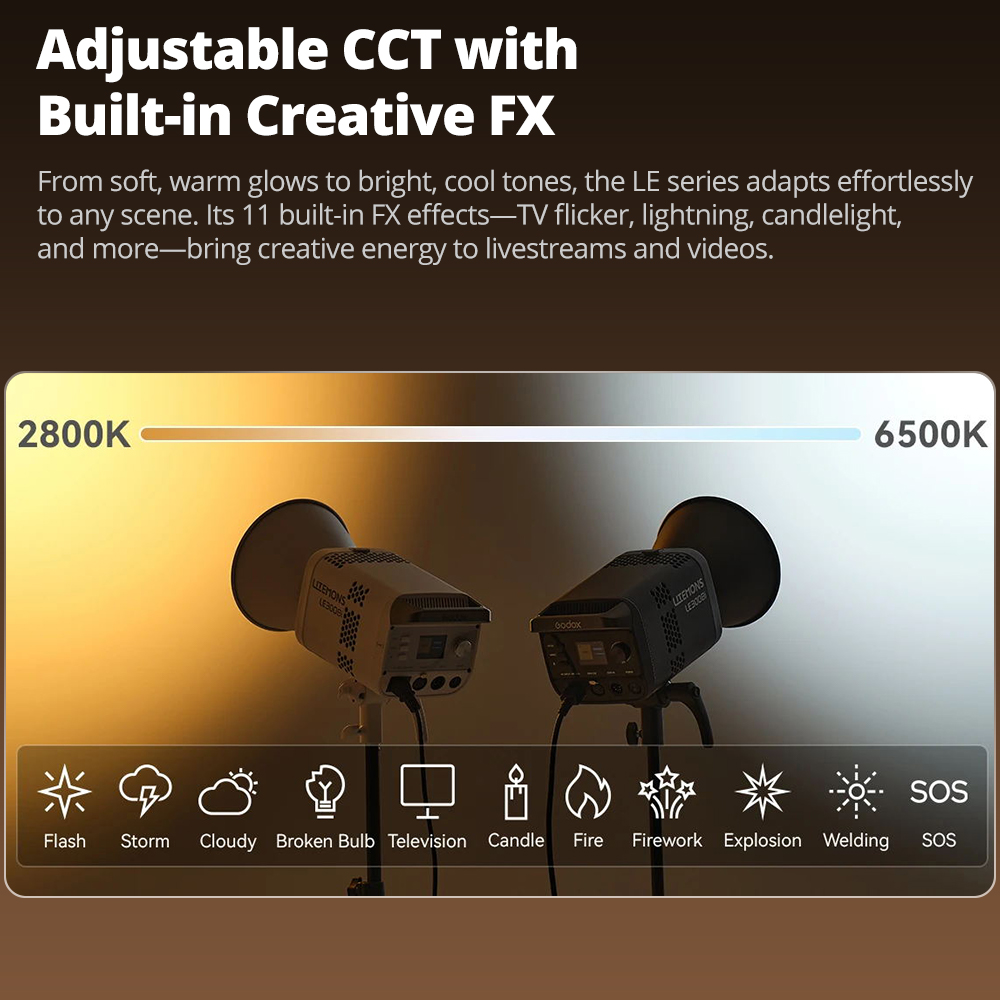 Adjustable CCT with
Built-in Creative FX
From soft, warm glows to bright, cool tones, the LE series adapts effortlessly
to any scene. Its 11 built-in FX effects—TV flicker, lightning, candlelight,
and more—bring creative energy to livestreams and videos.
2800K
6500K
LITEMONS
LE300Bi
LITEMONS
LE300Bi
Godox
Flash
Storm
Cloudy
Broken Bulb
Television
Candle
Fire
Firework
Explosion
Welding
SOS
SOS